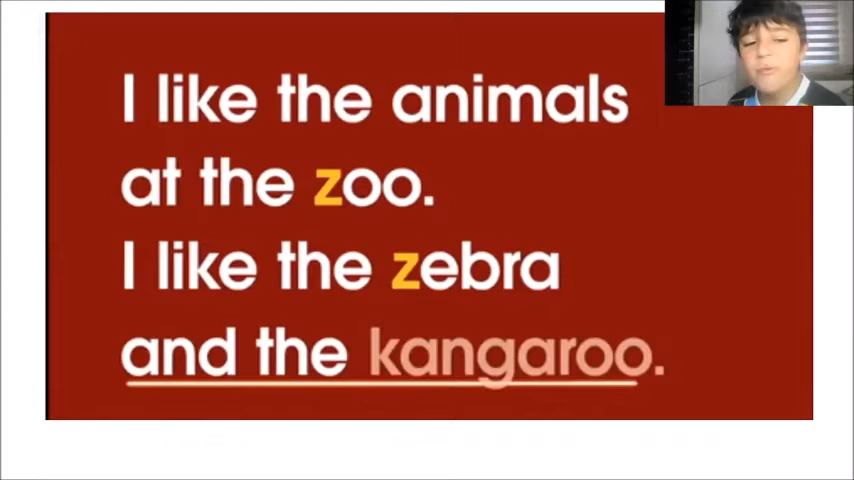 I like the animals
at the zoo.
I like the zebra
and the kangaroo.